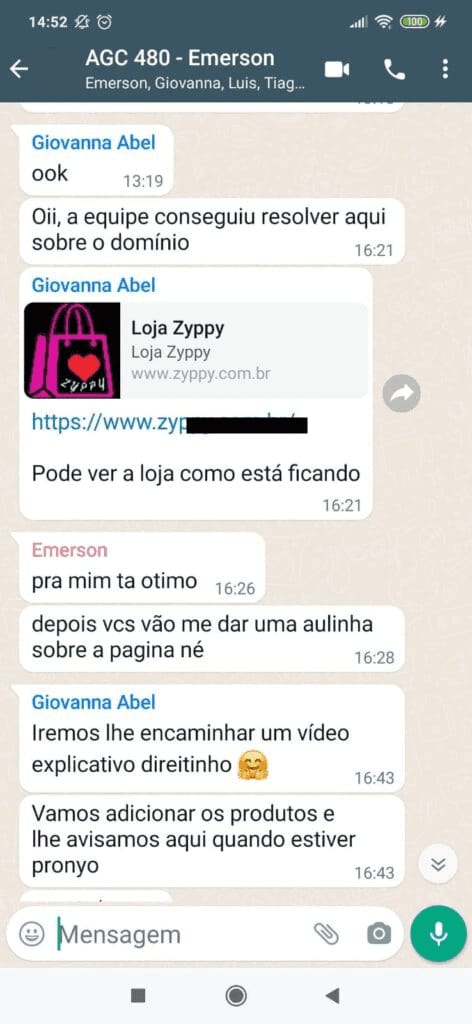 14:52
100
AGC 480 - Emerson
Emerson, Giovanna, Luis, Tiag...
Giovanna Abel
ook
13:19
Oii, a equipe conseguiu resolver aqui
sobre o domínio
16:21
Giovanna Abel
zyppy
Loja Zyppy
Loja Zyppy
www.zyppy.com.br
https://www.zyp
Pode ver a loja como está ficando
16:21
Emerson
pra mim ta otimo
16:26
depois vcs vão me dar uma aulinha
sobre a pagina né
16:28
Giovanna Abel
Iremos lhe encaminhar um vídeo
explicativo direitinho 🤗
16:43
Vamos adicionar os produtos e
lhe avisamos aqui quando estiver
pronyo
16:43
Mensagem